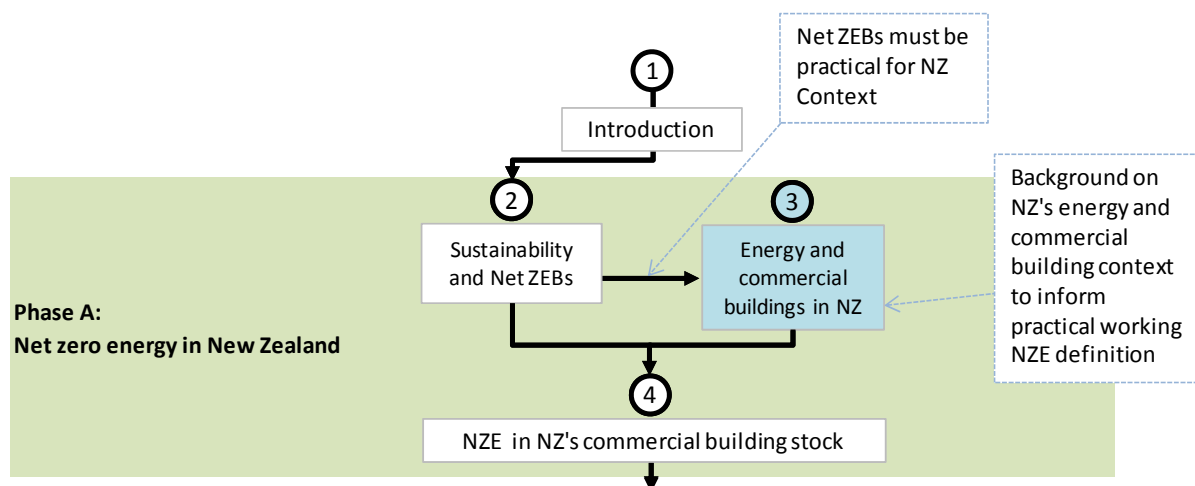 Net ZEBs must be
practical for NZ
Context
1
Introduction
2
3
Sustainability
and Net ZEBs
Energy and
commercial
buildings in NZ
Background on
NZ's energy and
commercial
building context
to inform
practical working
NZE definition
Phase A:
Net zero energy in New Zealand
4
NZE in NZ's commercial building stock